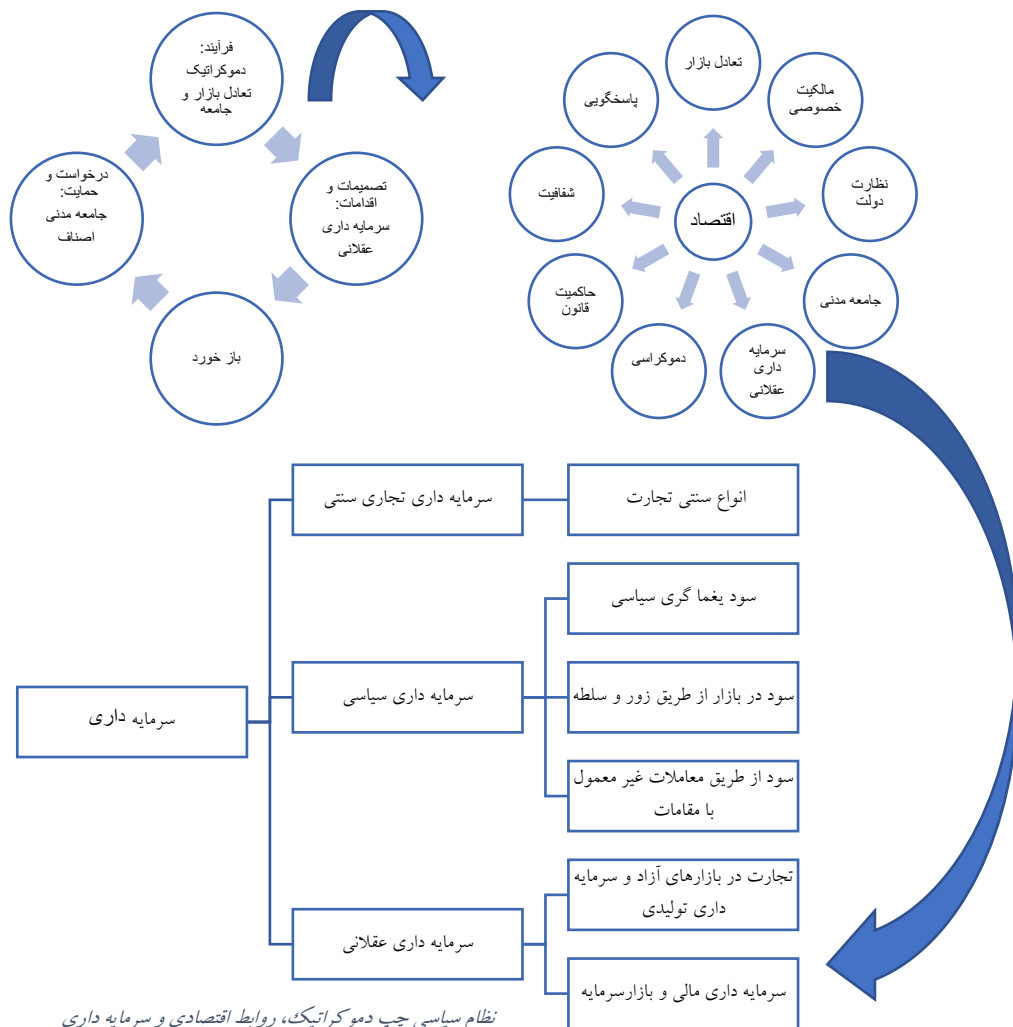 فرآیند:
دموکراتیک
تعادل بازار و
جامعه
تصمیمات و
اقدامات:
سرمایه داری
عقلانی
باز خورد
درخواست و
حمایت:
جامعه مدنی
اصناف
اقتصاد
تعادل بازار
مالکیت
خصوصی
نظارت
دولت
جامعه مدنی
سرمایه
داری
عقلانی
دموکراسی
حاکمیت
قانون
شفافیت
پاسخگویی
سرمایه داری
سرمایه داری تجاری سنتی
انواع سنتی تجارت
سرمایه داری سیاسی
سود یغما گری سیاسی
سود در بازار از طریق زور و سلطه
سود از طریق معاملات غیر معمول
با مقامات
سرمایه داری عقلانی
تجارت در بازارهای آزاد و سرمایه
داری تولیدی
سرمایه داری مالی و بازارسرمایه
نظام سیاسی چپ دموکراتیک، روابط اقتصادی و سرمایه داری